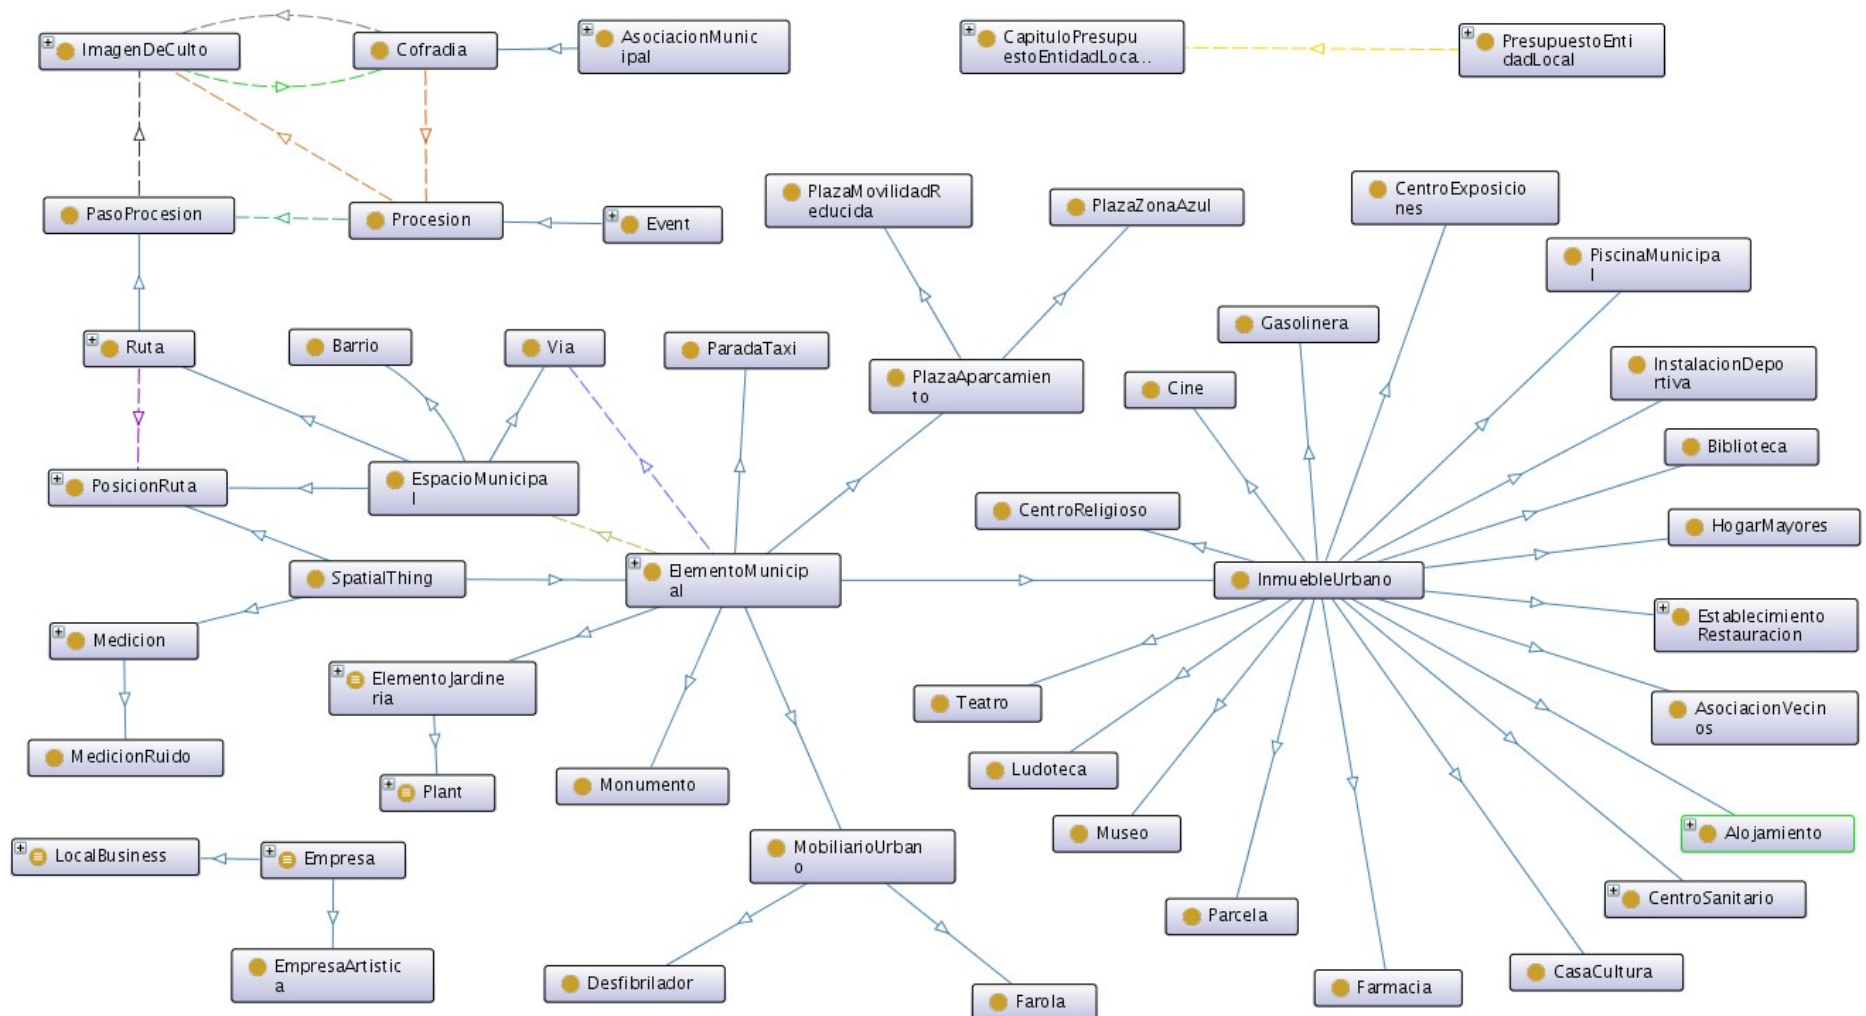 ImagenDeCulto
Cofradia
AsociacionMunic
ipal
CapituloPresupu
estoEntidadLoca...
PresupuestoEnti
dadLocal
PasoProcesion
Procesion
Event
PlazaMovilidadR
educida
PlazaZonaAzul
CentroExposicio
nes
PiscinaMunicipa
l
Ruta
Barrio
Via
ParadaTaxi
PlazaAparcamien
to
Gasolinera
Cine
InstalacionDepo
rtiva
Biblioteca
PosicionRuta
EspacioMunicipa
l
CentroReligioso
HogarMayores
SpatialThing
ElementoMunicip
al
InmuebleUrbano
Medicion
Establecimiento
Restauracion
ElementoJardine
ria
Teatro
AsociacionVecin
os
MedicionRuido
Plant
Monumento
Ludoteca
Museo
Alojamiento
LocalBusiness
Empresa
MobiliarioUrban
o
Parcela
CentroSanitario
EmpresaArtistic
a
Desfibrilador
Farola
Farmacia
CasaCultura